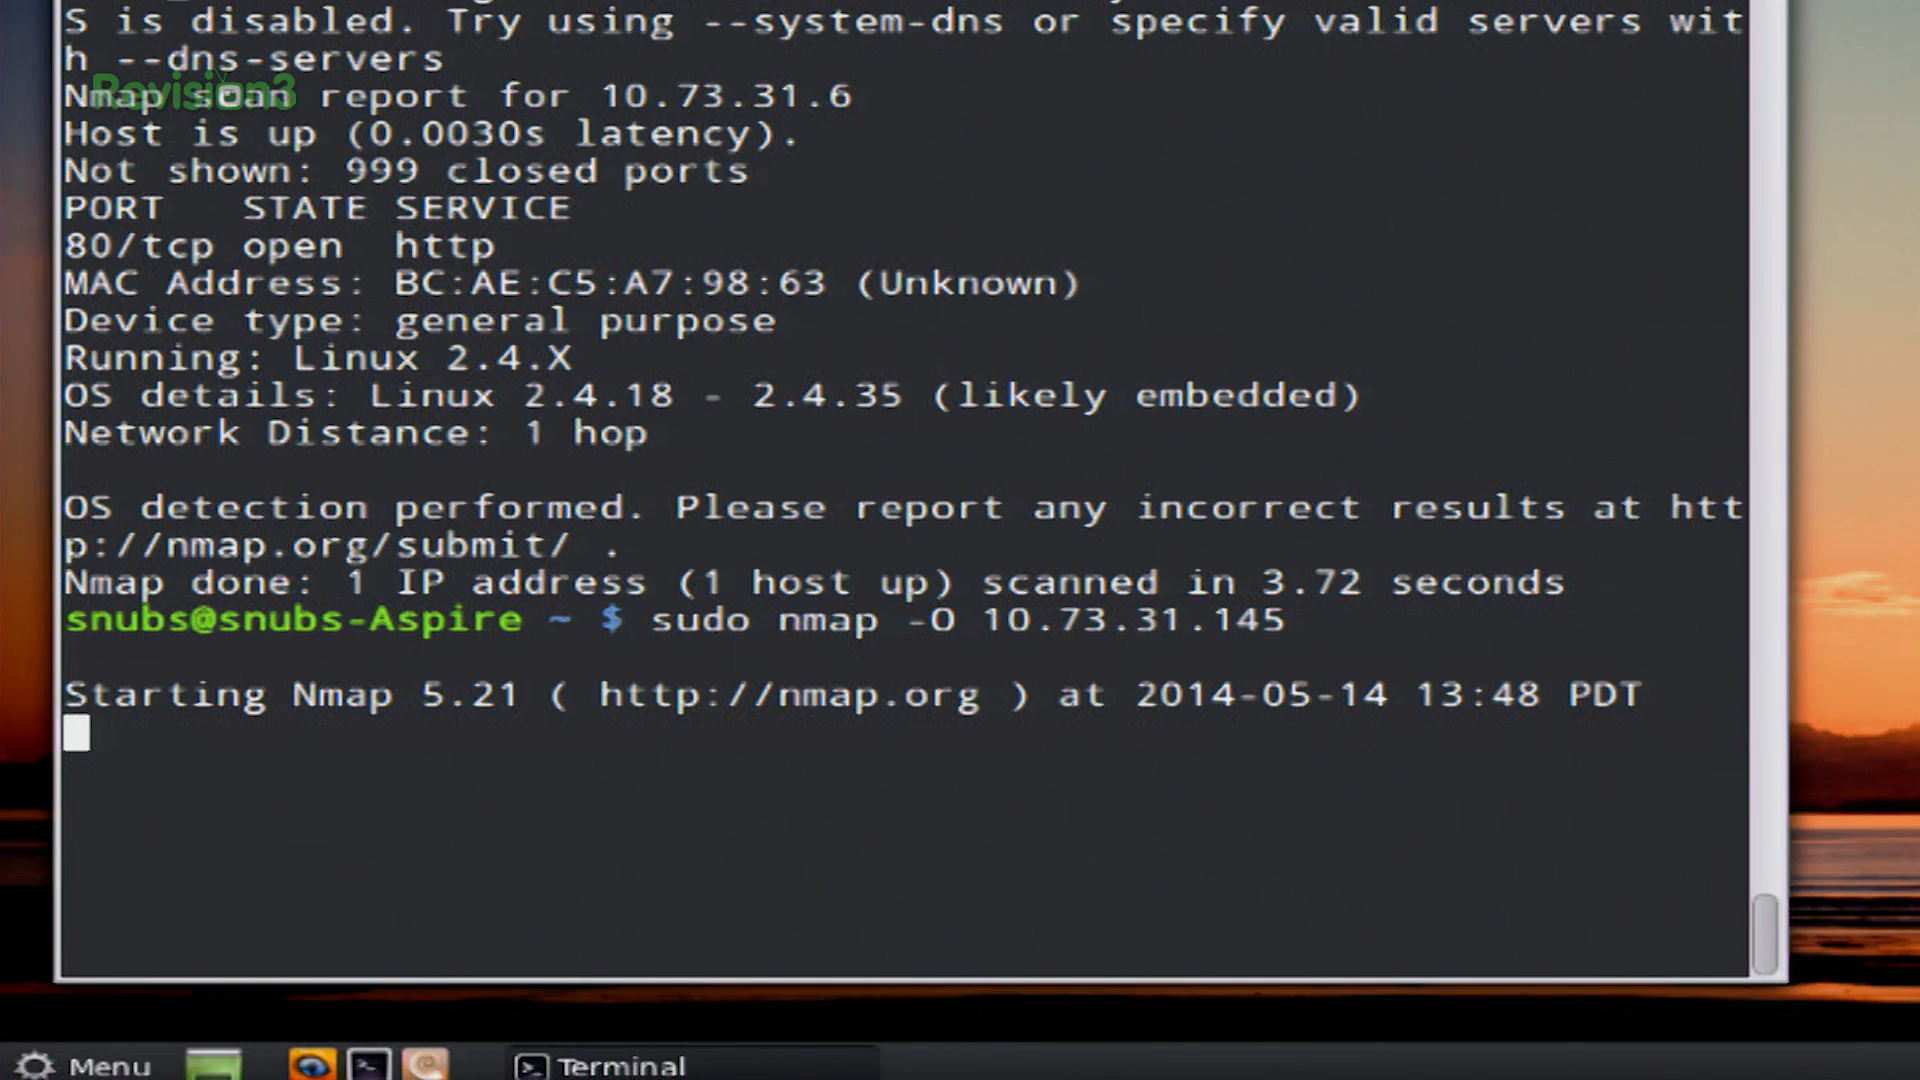 S is disabled. Try using --system-dns or specify valid servers wit
h --dns-servers
Revision3
Nmap scan report for 10.73.31.6
Host is up (0.0030s latency).
Not shown: 999 closed ports
PORT   STATE SERVICE
80/tcp open  http
MAC Address: BC:AE:C5:A7:98:63 (Unknown)
Device type: general purpose
Running: Linux 2.4.X
OS details: Linux 2.4.18 - 2.4.35 (likely embedded)
Network Distance: 1 hop
OS detection performed. Please report any incorrect results at htt
p://nmap.org/submit/ .
Nmap done: 1 IP address (1 host up) scanned in 3.72 seconds
snubs@snubs-Aspire ~ $ sudo nmap -O 10.73.31.145
Starting Nmap 5.21 ( http://nmap.org ) at 2014-05-14 13:48 PDT
Menu
Terminal